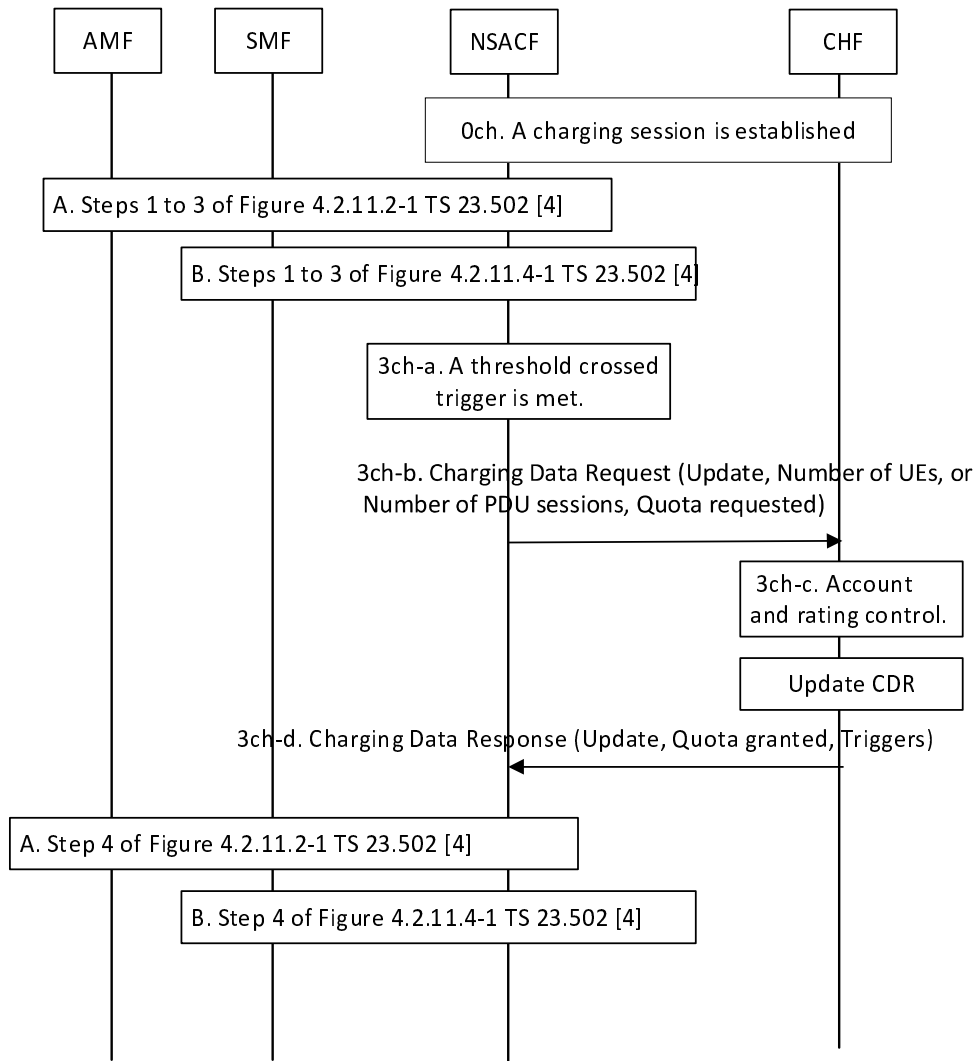 AMF
SMF
NSACF
CHF
0ch. A charging session is established
A. Steps 1 to 3 of Figure 4.2.11.2-1 TS 23.502 [4]
B. Steps 1 to 3 of Figure 4.2.11.4-1 TS 23.502 [4]
3ch-a. A threshold crossed
trigger is met.
3ch-b. Charging Data Request (Update, Number of UEs, or
Number of PDU sessions, Quota requested)
3ch-c. Account
and rating control.
Update CDR
3ch-d. Charging Data Response (Update, Quota granted, Triggers)
A. Step 4 of Figure 4.2.11.2-1 TS 23.502 [4]
B. Step 4 of Figure 4.2.11.4-1 TS 23.502 [4]